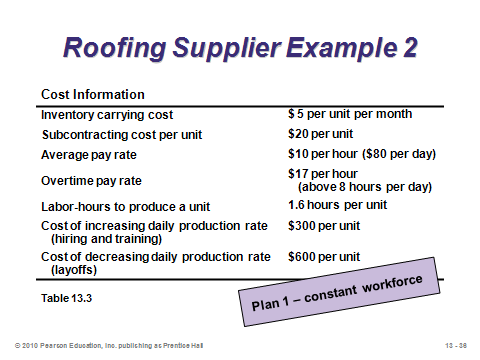 Roofing Supplier Example 2
Cost Information
Inventory carrying cost $ 5 per unit per month
Subcontracting cost per unit $20 per unit
Average pay rate $10 per hour ($80 per day)
Overtime pay rate $17 per hour
(above 8 hours per day)
Labor-hours to produce a unit 1.6 hours per unit
Cost of increasing daily production rate $300 per unit
(hiring and training)
Cost of decreasing daily production rate $600 per unit
(layoffs)
Table 13.3
Plan 1 – constant workforce
© 2010 Pearson Education, Inc. publishing as Prentice Hall 13 - 36